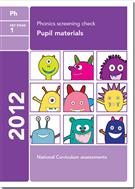 Ph
KEY STAGE
1
Phonics screening check
Pupil materials
2012
National Curriculum assessments